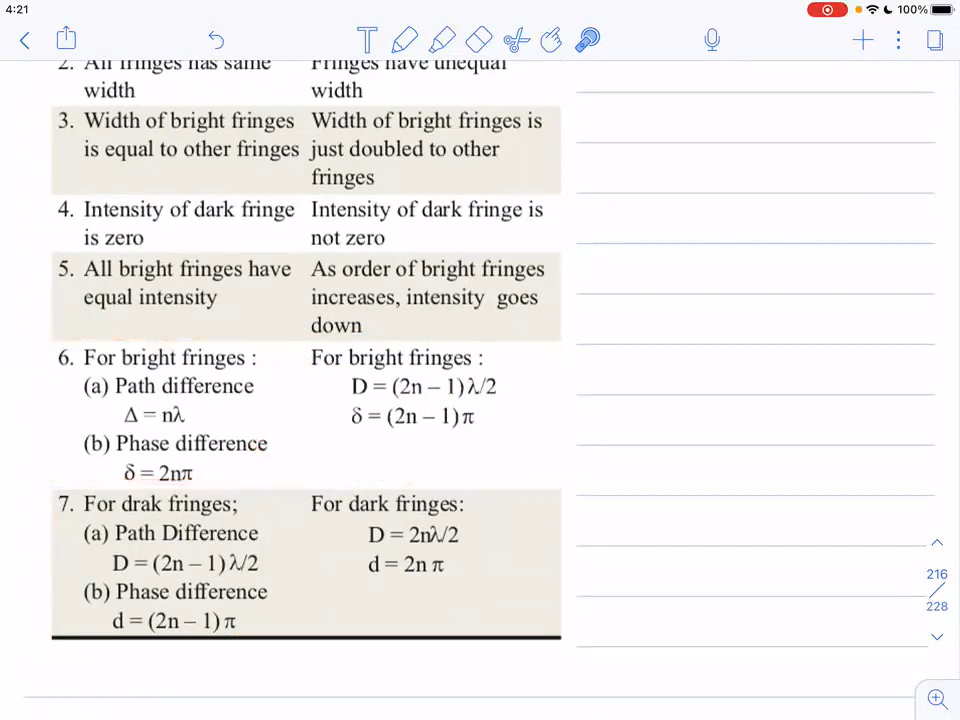 4:21
100%
2. All fringes has same Fringes have unequal
width width
3. Width of bright fringes Width of bright fringes is
is equal to other fringes just doubled to other
fringes
4. Intensity of dark fringe Intensity of dark fringe is
is zero not zero
5. All bright fringes have As order of bright fringes
equal intensity increases, intensity goes
down
6. For bright fringes : For bright fringes :
(a) Path difference D = (2n – 1) λ/2
Δ = nλ δ = (2n – 1) π
(b) Phase difference
δ = 2nπ
7. For drak fringes; For dark fringes:
(a) Path Difference D = 2nλ/2
D = (2n – 1) λ/2 d = 2n π
(b) Phase difference
d = (2n – 1) π
216
228